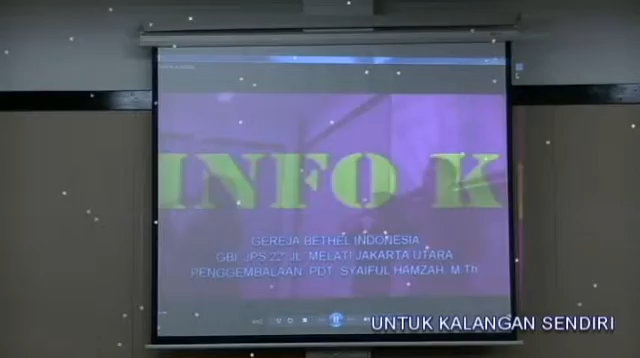 INFO K
GEREJA BETHEL INDONESIA
GBI JPS 22 JL. MELATI JAKARTA UTARA
PENGGEMBALAAN PDT. SYAIFUL HAMZAH. M.Th
UNTUK KALANGAN SENDIRI